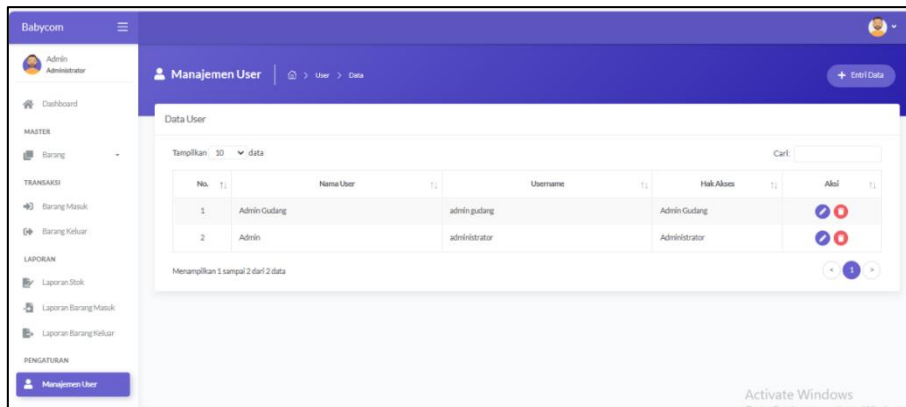 Babycom
Admin
Administrator
Dashboard
MASTER
Barang
TRANSAKSI
Barang Masuk
Barang Keluar
LAPORAN
Laporan Stok
Laporan Barang Masuk
Laporan Barang Keluar
PENGATURAN
Manajemen User
Manajemen User > User > Data
+ Entri Data
Data User
Tampilkan 10 data Cari:
No. Nama User Username Hak Akses Aksi
1 Admin Gudang admin gudang Admin Gudang
2 Admin administrator Administrator
Menampilkan 1 sampai 2 dari 2 data < 1 >
Activate Windows